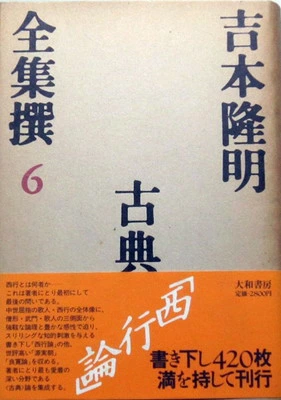 吉本隆明
全集撰
6
古典
大和書房
定価・2800円
「西行論」
書き下し420枚
満を持して刊行
西行とは何者か
これは著者にとり最初にして
最後の問いである。
中世屈指の歌人・西行の全体像に、
僧形・武門・歌人の三側面から
強靱な論理と豊かな感性で迫り、
スリリングな知的刺激を与える
書き下し「西行論」の他、
世評高い「源実朝」
「良寛論」を収める。
著者にとり最も愛着の
深い分野である
〈古典〉論を集成する。